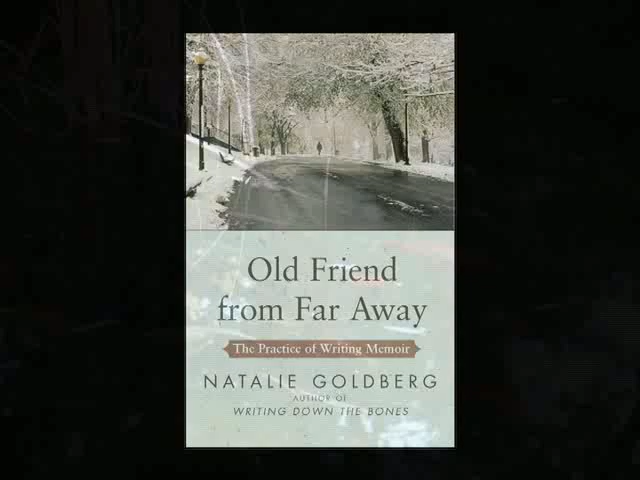 Old Friend
from Far Away
The Practice of Writing Memoir
NATALIE GOLDBERG
AUTHOR OF
WRITING DOWN THE BONES